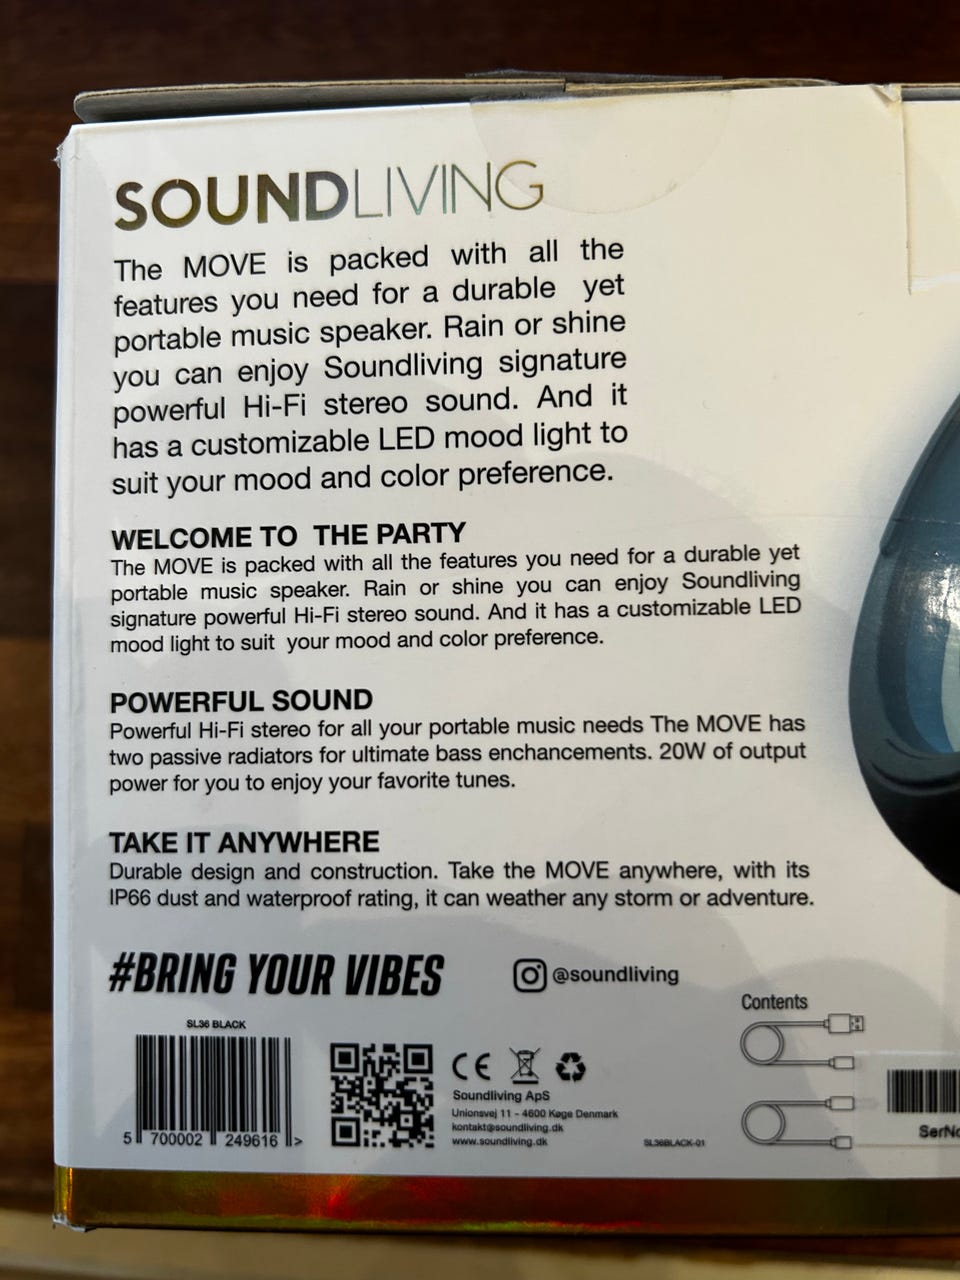 SOUNDLIVING
The MOVE is packed with all the
features you need for a durable yet
portable music speaker. Rain or shine
you can enjoy Soundliving signature
powerful Hi-Fi stereo sound. And it
has a customizable LED mood light to
suit your mood and color preference.
WELCOME TO THE PARTY
The MOVE is packed with all the features you need for a durable yet
portable music speaker. Rain or shine you can enjoy Soundliving
signature powerful Hi-Fi stereo sound. And it has a customizable LED
mood light to suit your mood and color preference.
POWERFUL SOUND
Powerful Hi-Fi stereo for all your portable music needs The MOVE has
two passive radiators for ultimate bass enchancements. 20W of output
power for you to enjoy your favorite tunes.
TAKE IT ANYWHERE
Durable design and construction. Take the MOVE anywhere, with its
IP66 dust and waterproof rating, it can weather any storm or adventure.
#BRING YOUR VIBES
@soundliving
Contents
SL36 BLACK
5 700002 249616 >
CE
Soundliving ApS
Unionsvej 11 - 4600 Køge Denmark
kontakt@soundliving.dk
www.soundliving.dk
SL36BLACK-01
SerNo